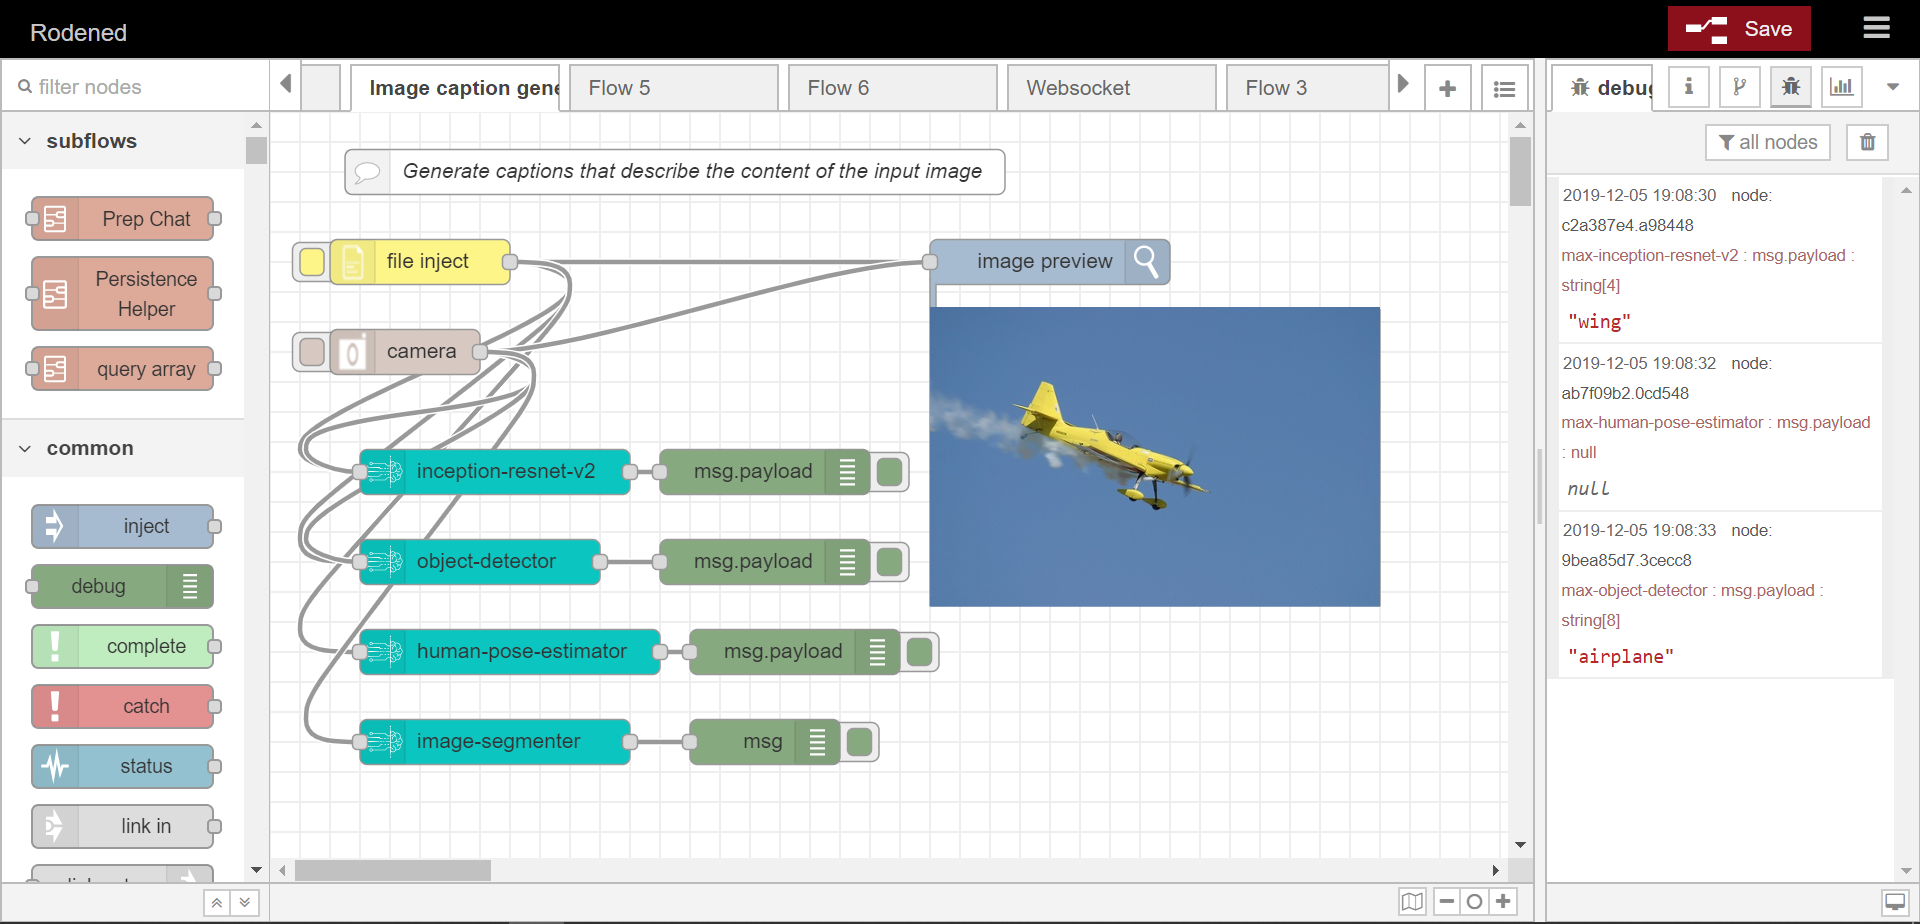 Rodened
Save
filter nodes
Image caption gene
Flow 5
Flow 6
Websocket
Flow 3
debug
subflows
Prep Chat
Persistence
Helper
query array
common
inject
debug
complete
catch
status
link in
Generate captions that describe the content of the input image
file inject
image preview
camera
inception-resnet-v2
msg.payload
object-detector
msg.payload
human-pose-estimator
msg.payload
image-segmenter
msg
all nodes
2019-12-05 19:08:30 node:
c2a387e4.a98448
max-inception-resnet-v2 : msg.payload :
string[4]
"wing"
2019-12-05 19:08:32 node:
ab7f09b2.0cd548
max-human-pose-estimator : msg.payload
: null
null
2019-12-05 19:08:33 node:
9bea85d7.3cecc8
max-object-detector : msg.payload :
string[8]
"airplane"